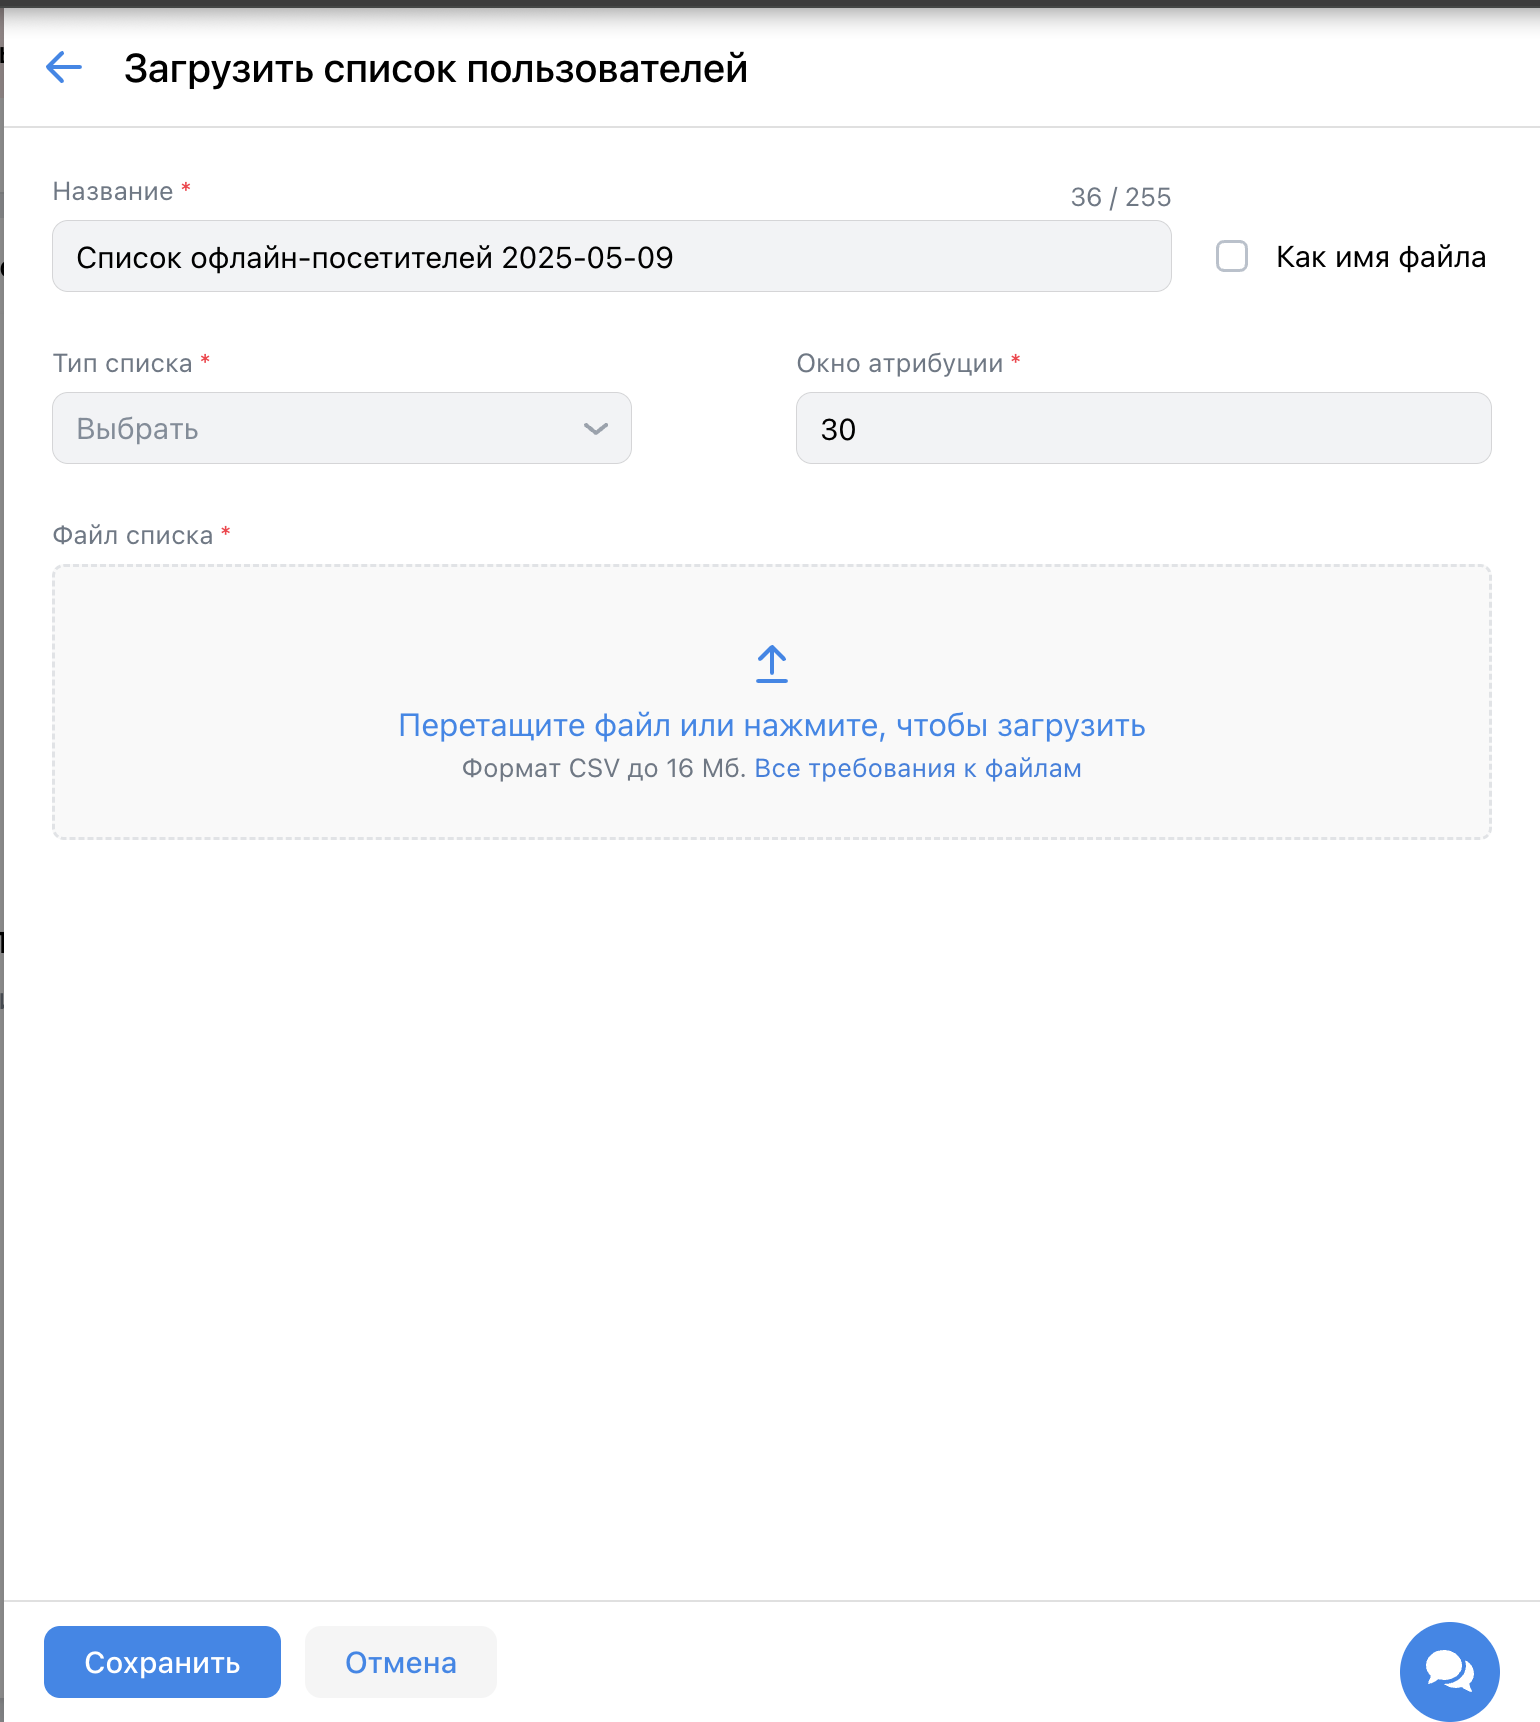 Загрузить список пользователей
Название *
36 / 255
Список офлайн-посетителей 2025-05-09
Как имя файла
Тип списка *
Окно атрибуции *
Выбрать
30
Файл списка *
Перетащите файл или нажмите, чтобы загрузить
Формат CSV до 16 Мб. Все требования к файлам
Сохранить
Отмена